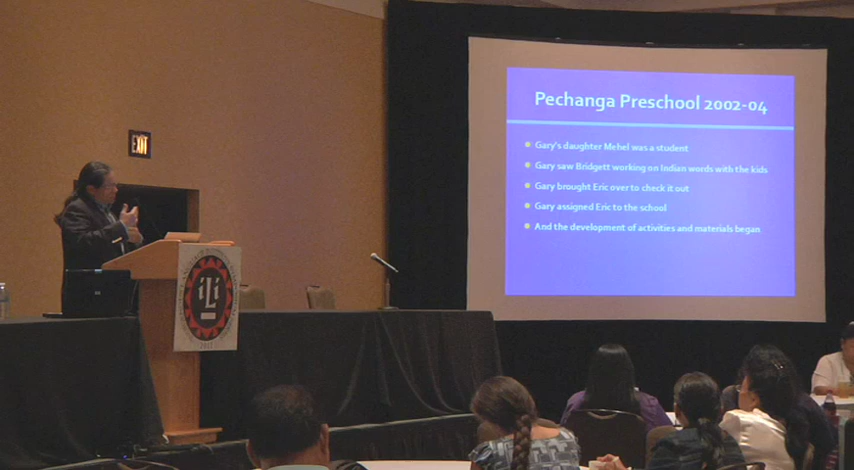 Pechanga Preschool 2002-04
Gary's daughter Mehel was a student
Gary saw Bridgett working on Indian words with the kids
Gary brought Eric over to check it out
Gary assigned Eric to the school
And the development of activities and materials began
EXIT
iLi